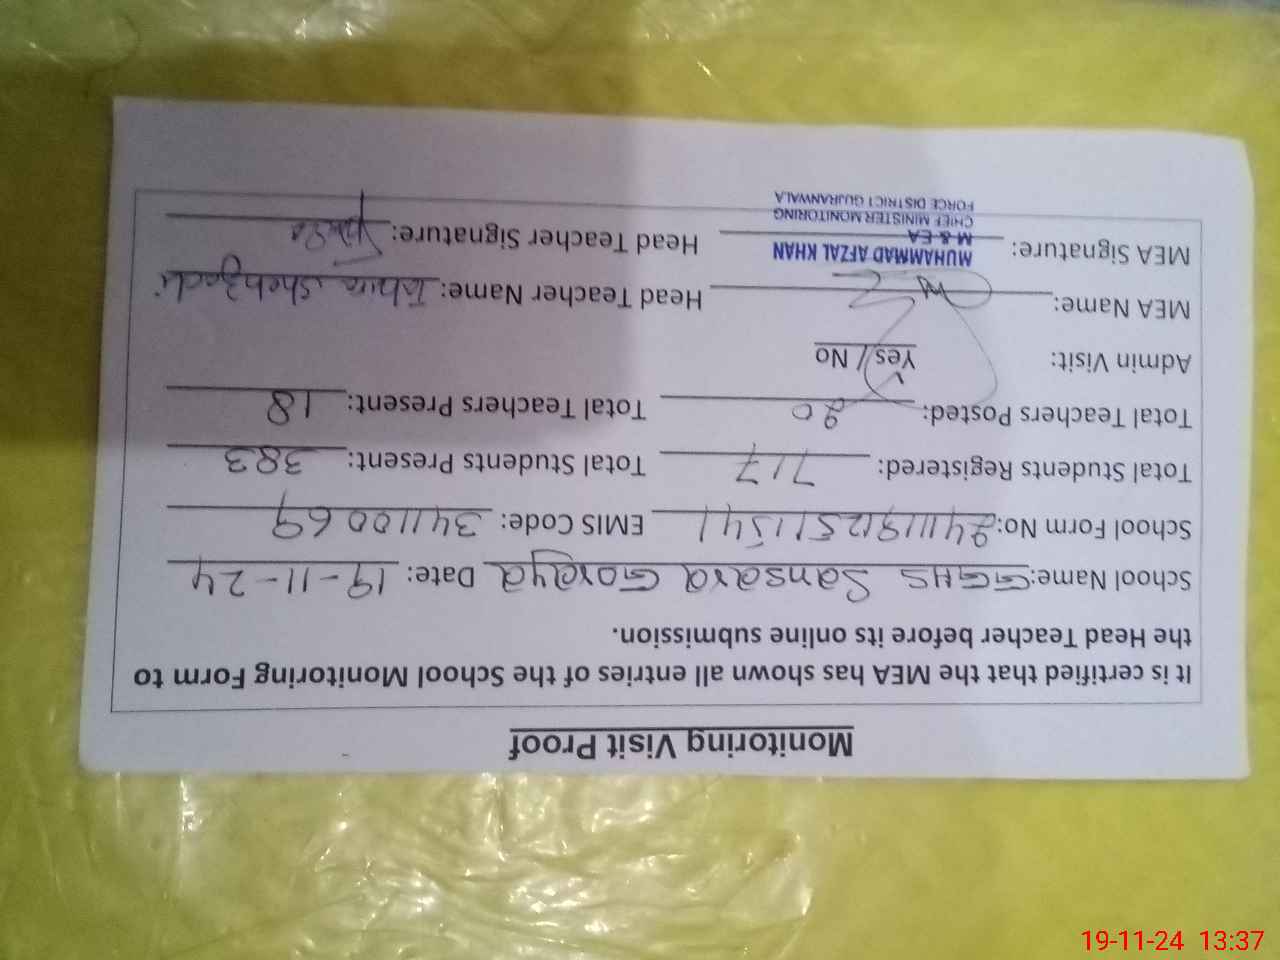 Monitoring Visit Proof
It is certified that the MEA has shown all entries of the School Monitoring Form to
the Head Teacher before its online submission.
School Name: GGHS Sansara Goraya Date: 19-11-24
School Form No: 2411191251541 EMIS Code: 34110069
Total Students Registered: 717 Total Students Present: 383
Total Teachers Posted: 20 Total Teachers Present: 18
Admin Visit: Yes / No
MEA Name: Head Teacher Name: Tahira Shehzadi
MEA Signature: Head Teacher Signature:
MUHAMMAD AFZAL KHAN
M & EA
CHIEF MINISTER MONITORING
FORCE DISTRICT GUJRANWALA
19-11-24 13:37